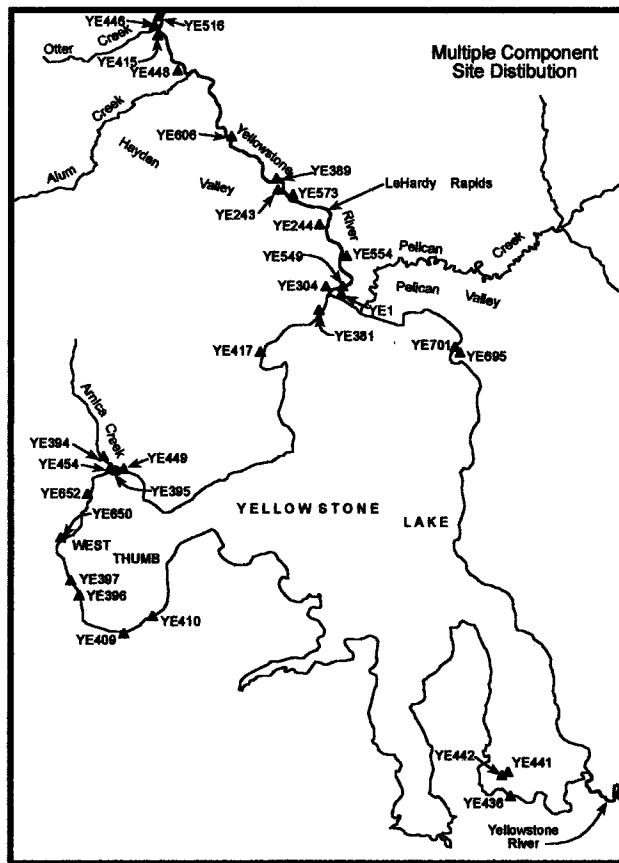 YE446
YE516
Creek
Otter
YE415
YE448
Multiple Component
Site Distibution
Creek
Alum
YE606
Yellowstone
Hayden
Valley
YE389
YE573
LeHardy Rapids
YE243
YE244
River
YE554
Pelican
Creek
YE549
Pelican
Valley
YE304
YE1
YE381
YE417
YE701
YE695
Arnica Creek
YE394
YE449
YE454
YE395
YE652
YELLOWSTONE
LAKE
YE650
WEST
THUMB
YE397
YE396
YE410
YE409
YE442
YE441
YE436
Yellowstone
River